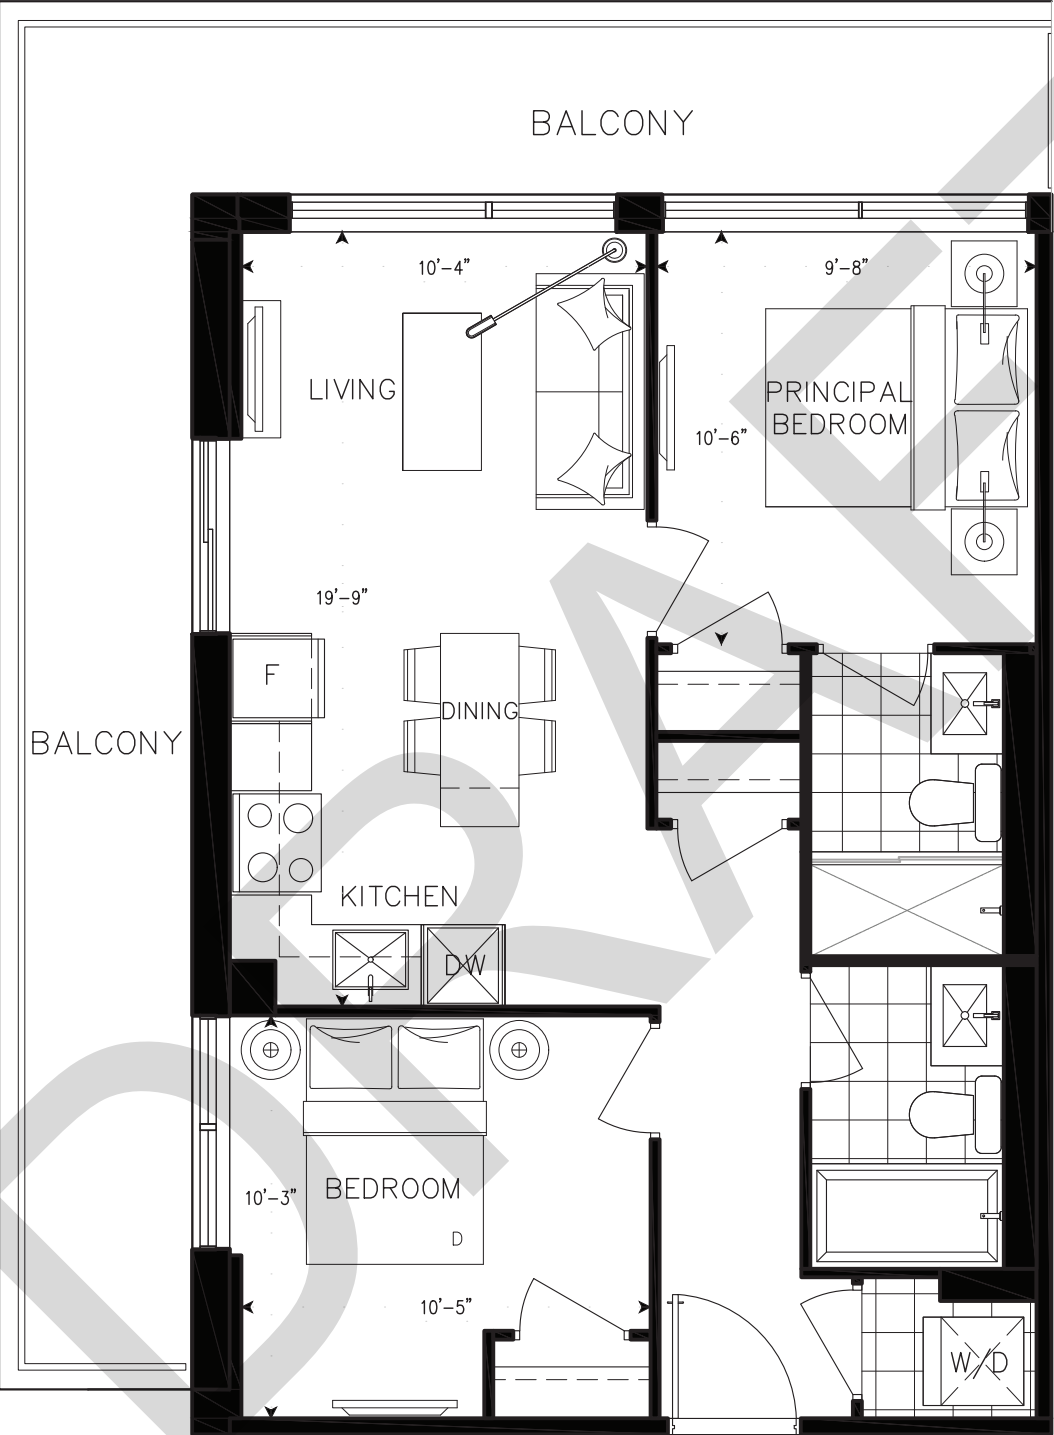 BALCONY
10'-4"
9'-8"
LIVING
PRINCIPAL
BEDROOM
10'-6"
19'-9"
F
DINING
BALCONY
KITCHEN
DW
BEDROOM
10'-3"
D
10'-5"
W/D
DRAFT